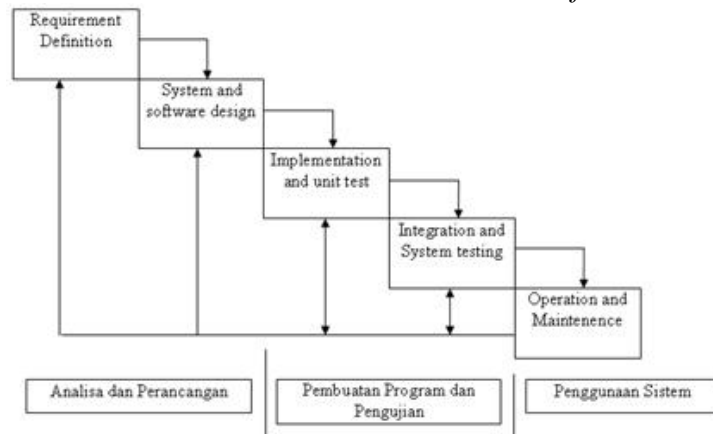 Requirement
Definition
System and
software design
Implementation
and unit test
Integration and
System testing
Operation and
Maintenence
Analisa dan Perancangan
Pembuatan Program dan
Pengujian
Penggunaan Sistem